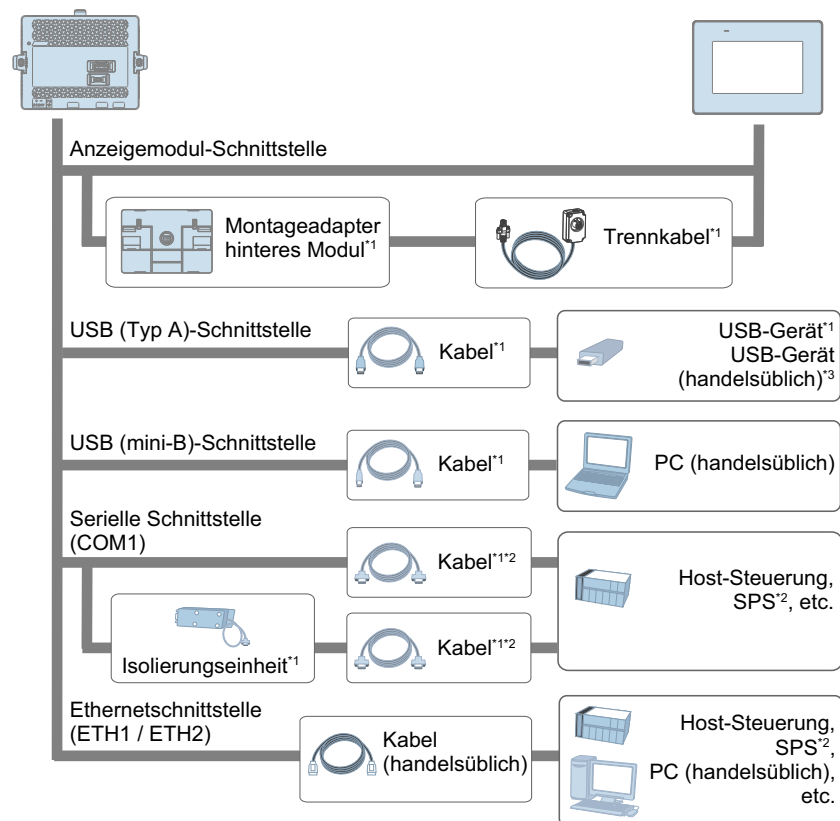 Anzeigemodul-Schnittstelle
Montageadapter
hinteres Modul*1
Trennkabel*1
USB (Typ A)-Schnittstelle
Kabel*1
USB-Gerät*1
USB-Gerät
(handelsüblich)*3
USB (mini-B)-Schnittstelle
Kabel*1
PC (handelsüblich)
Serielle Schnittstelle
(COM1)
Kabel*1*2
Host-Steuerung,
SPS*2, etc.
Isolierungseinheit*1
Kabel*1*2
Ethernetschnittstelle
(ETH1 / ETH2)
Kabel
(handelsüblich)
Host-Steuerung,
SPS*2,
PC (handelsüblich),
etc.